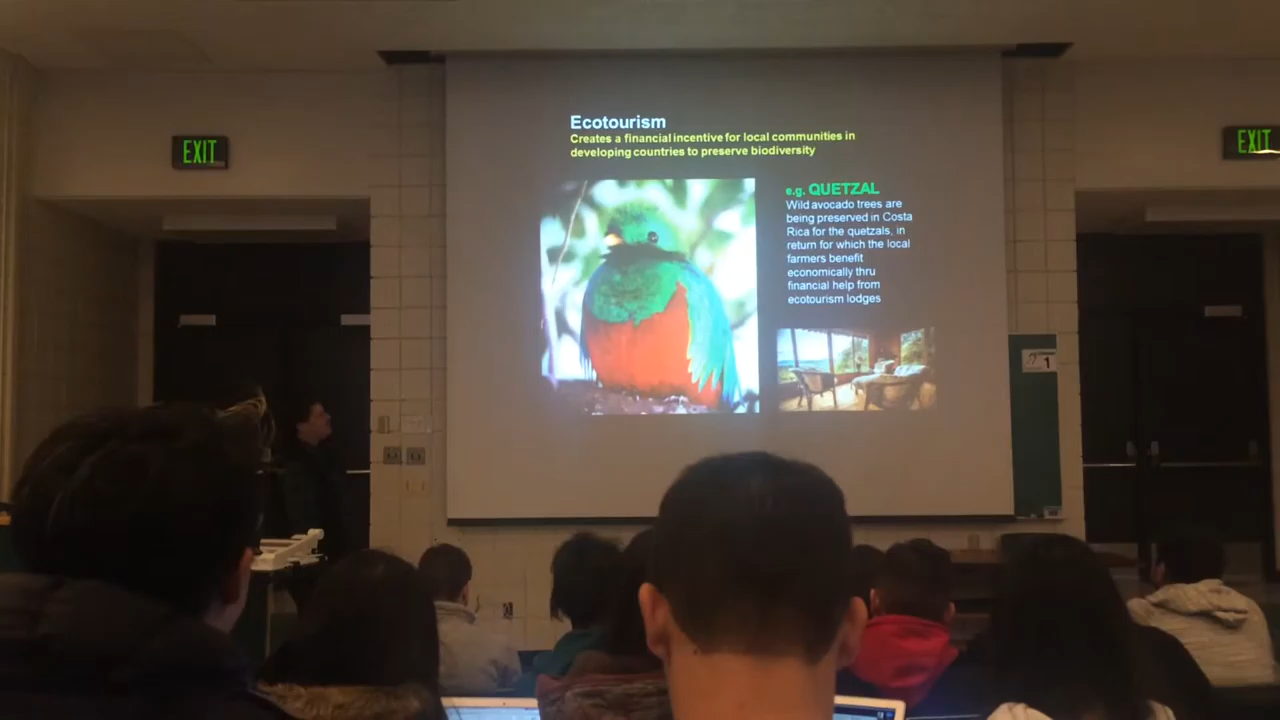 Ecotourism
Creates a financial incentive for local communities in
developing countries to preserve biodiversity
EXIT
EXIT
e.g. QUETZAL
Wild avocado trees are
being preserved in Costa
Rica for the quetzals, in
return for which the local
farmers benefit
economically thru
financial help from
ecotourism lodges
1